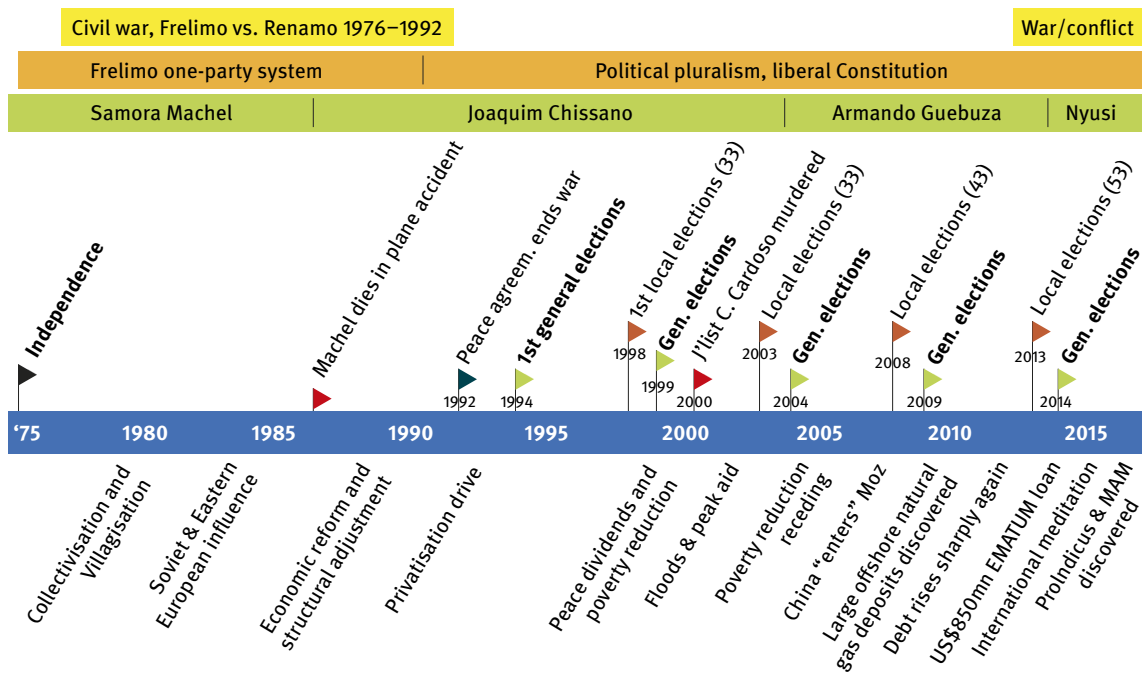 Civil war, Frelimo vs. Renamo 1976–1992
War/conflict
Frelimo one-party system
Political pluralism, liberal Constitution
Samora Machel
Joaquim Chissano
Armando Guebuza
Nyusi
Independence
Machel dies in plane accident
Peace agreem. ends war
1992
1st general elections
1994
1st local elections (33)
1998
Gen. elections
1999
J’list C. Cardoso murdered
2000
Local elections (33)
2003
Gen. elections
2004
Local elections (43)
2008
Gen. elections
2009
Local elections (53)
2013
Gen. elections
2014
‘75
1980
1985
1990
1995
2000
2005
2010
2015
Collectivisation and
Villagisation
Soviet & Eastern
European influence
Economic reform and
structural adjustment
Privatisation drive
Peace dividends and
poverty reduction
Floods & peak aid
Poverty reduction
receding
China “enters” Moz
Large offshore natural
gas deposits discovered
Debt rises sharply again
US$850mn EMATUM loan
International meditation
ProIndicus & MAM
discovered